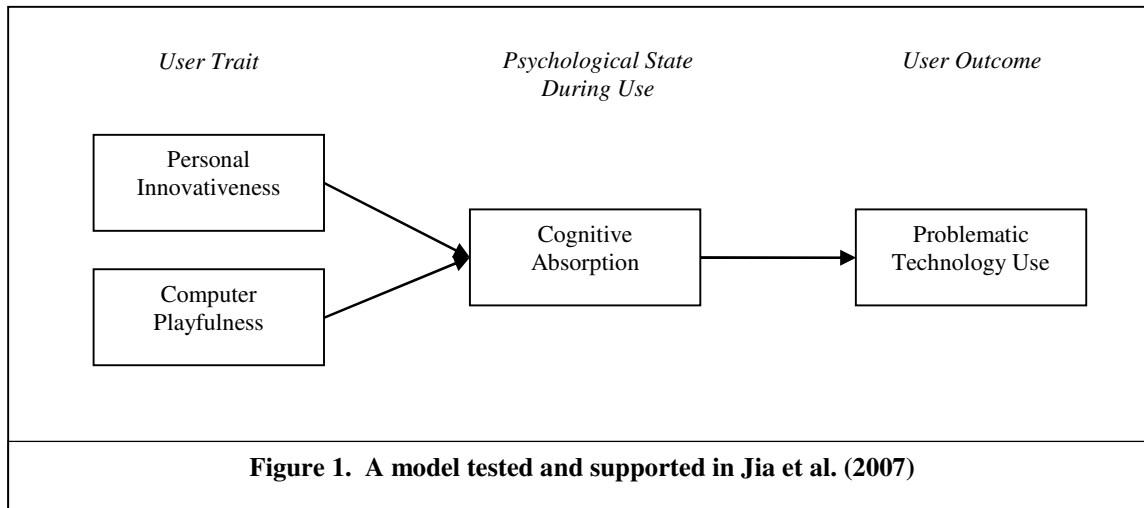 User Trait
Psychological State
During Use
User Outcome
Personal
Innovativeness
Computer
Playfulness
Cognitive
Absorption
Problematic
Technology Use
Figure 1. A model tested and supported in Jia et al. (2007)